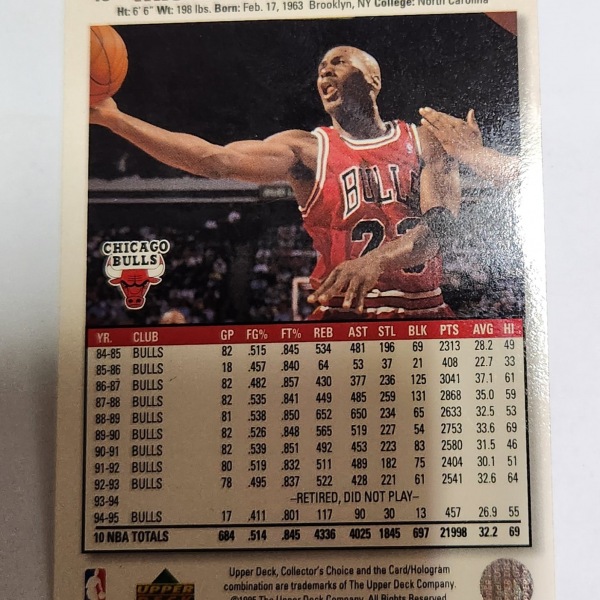 Ht: 6' 6" Wt: 198 lbs. Born: Feb. 17, 1963 Brooklyn, NY College: North Carolina
BULLS
23
CHICAGO
BULLS
YR. CLUB GP FG% FT% REB AST STL BLK PTS AVG HI
84-85 BULLS 82 .515 .845 534 481 196 69 2313 28.2 49
85-86 BULLS 18 .457 .840 64 53 37 21 408 22.7 33
86-87 BULLS 82 .482 .857 430 377 236 125 3041 37.1 61
87-88 BULLS 82 .535 .841 449 485 259 131 2868 35.0 59
88-89 BULLS 81 .538 .850 652 650 234 65 2633 32.5 53
89-90 BULLS 82 .526 .848 565 519 227 54 2753 33.6 69
90-91 BULLS 82 .539 .851 492 453 223 83 2580 31.5 46
91-92 BULLS 80 .519 .832 511 489 182 75 2404 30.1 51
92-93 BULLS 78 .495 .837 522 428 221 61 2541 32.6 64
93-94 –RETIRED, DID NOT PLAY–
94-95 BULLS 17 .411 .801 117 90 30 13 457 26.9 55
10 NBA TOTALS 684 .514 .845 4336 4025 1845 697 21998 32.2 69
Upper Deck, Collector's Choice and the Card/Hologram
combination are trademarks of The Upper Deck Company.
©1995 The Upper Deck Company. All Rights Reserved.
UPPER
DECK